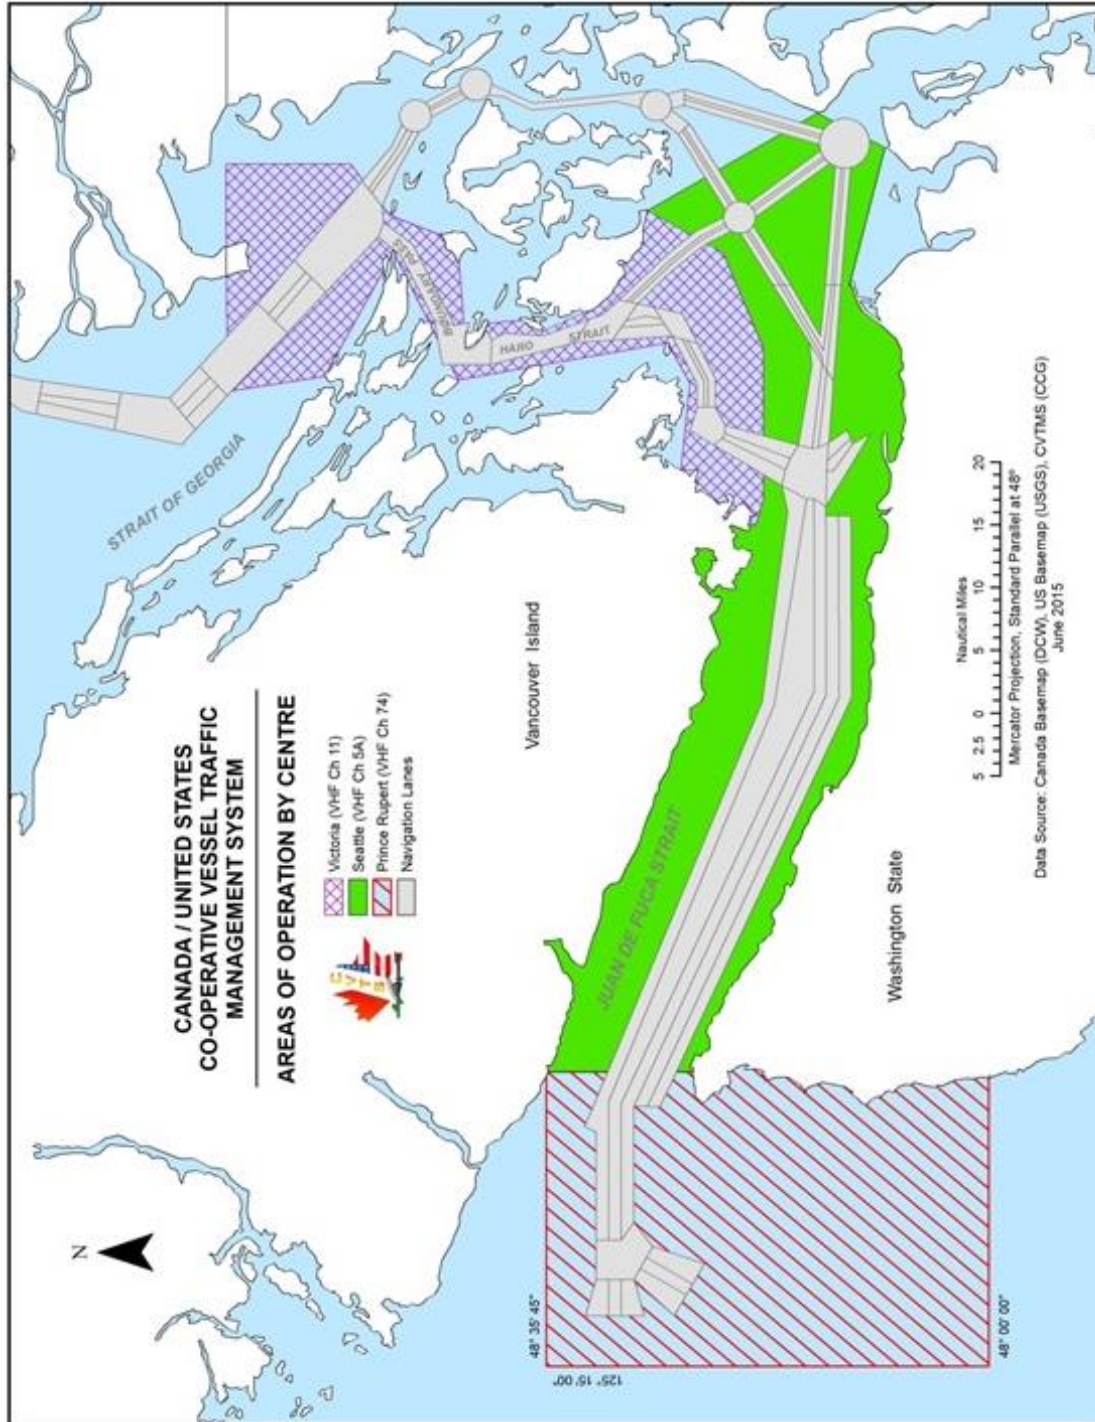 CANADA / UNITED STATES
CO-OPERATIVE VESSEL TRAFFIC
MANAGEMENT SYSTEM
AREAS OF OPERATION BY CENTRE
CVTS
Victoria (VHF Ch 11)
Seattle (VHF Ch 5A)
Prince Rupert (VHF Ch 74)
Navigation Lanes
N
STRAIT OF GEORGIA
BOUNDARY PASS
HARO STRAIT
Vancouver Island
JUAN DE FUCA STRAIT
Washington State
48° 35' 45"
125° 15' 00"
48° 00' 00"
Nautical Miles
5 2.5 0 5 10 15 20
Mercator Projection, Standard Parallel at 48°
Data Source: Canada Basemap (DCW), US Basemap (USGS), CVTMS (CCG)
June 2015